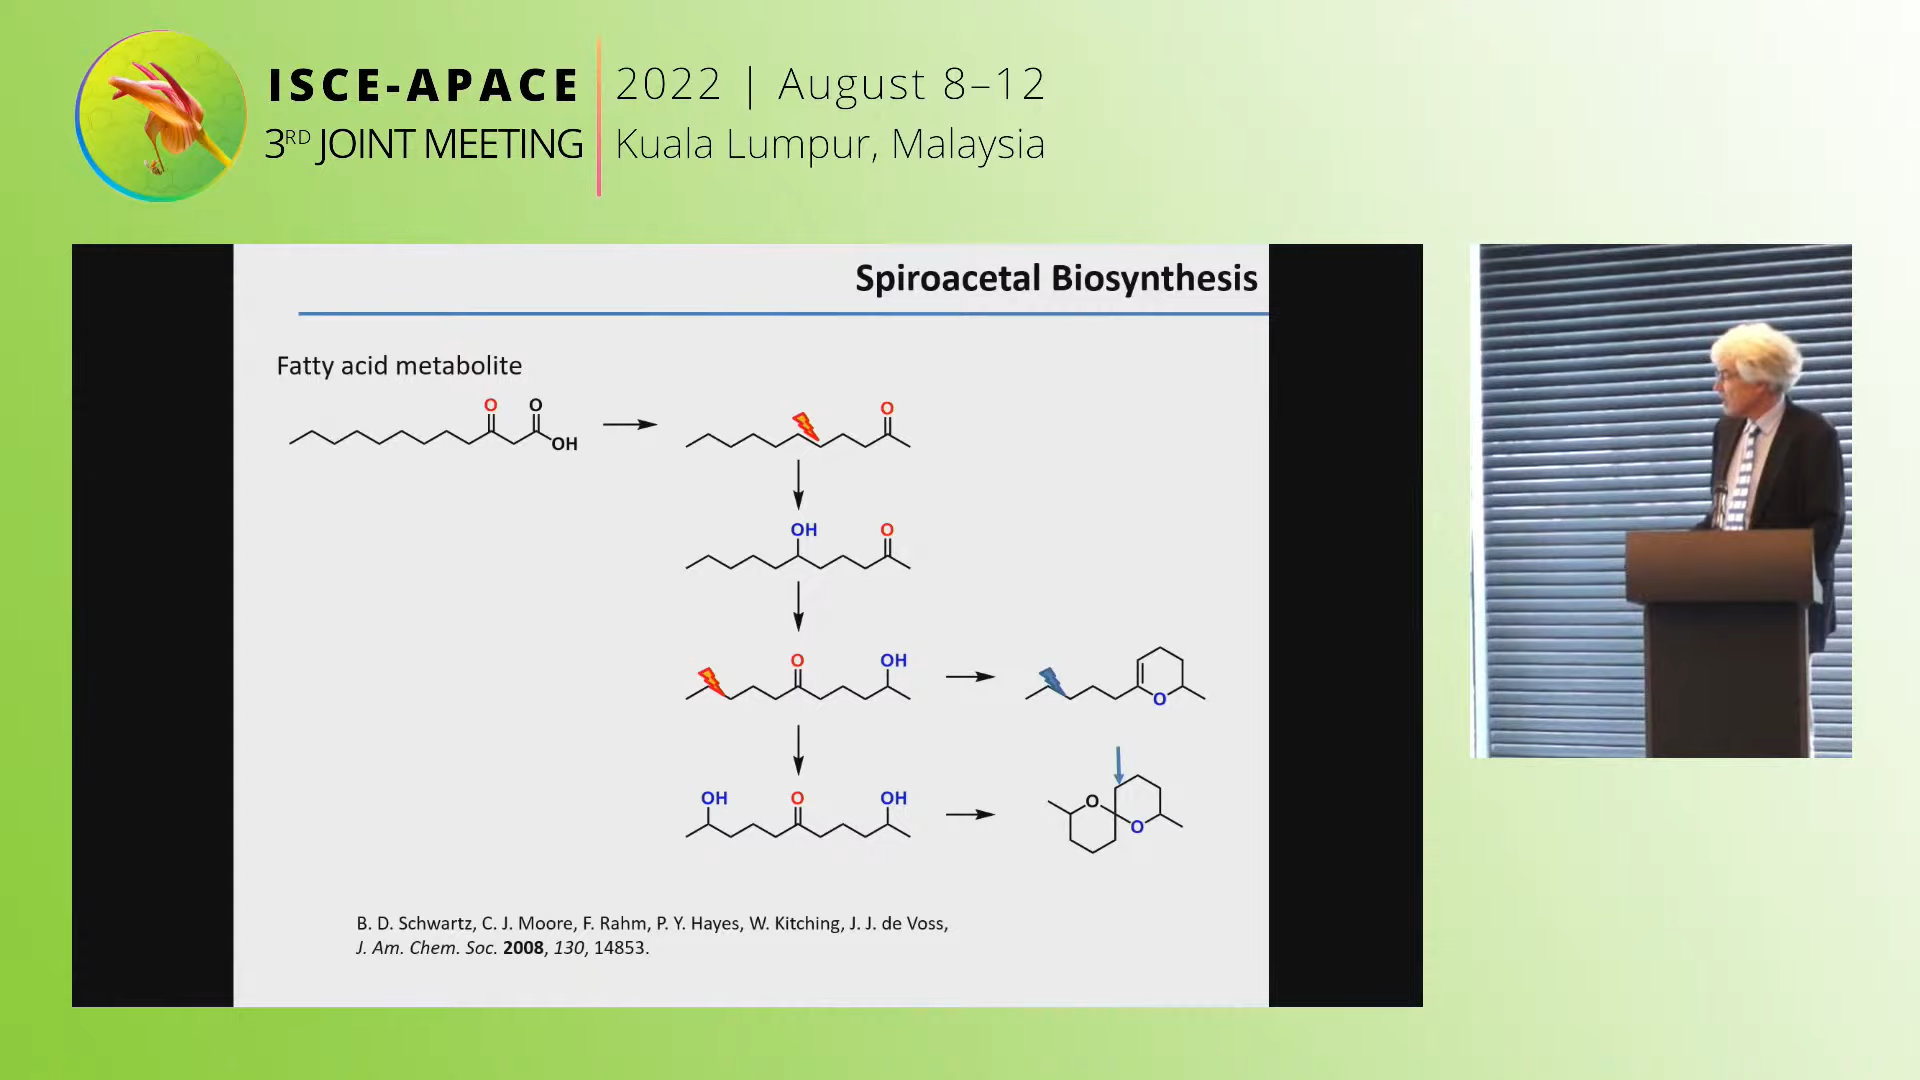 ISCE-APACE
3RD JOINT MEETING
2022 | August 8–12
Kuala Lumpur, Malaysia
Spiroacetal Biosynthesis
Fatty acid metabolite
O O
OH
O
OH O
O OH
O
OH O OH
O
O
B. D. Schwartz, C. J. Moore, F. Rahm, P. Y. Hayes, W. Kitching, J. J. de Voss,
J. Am. Chem. Soc. 2008, 130, 14853.